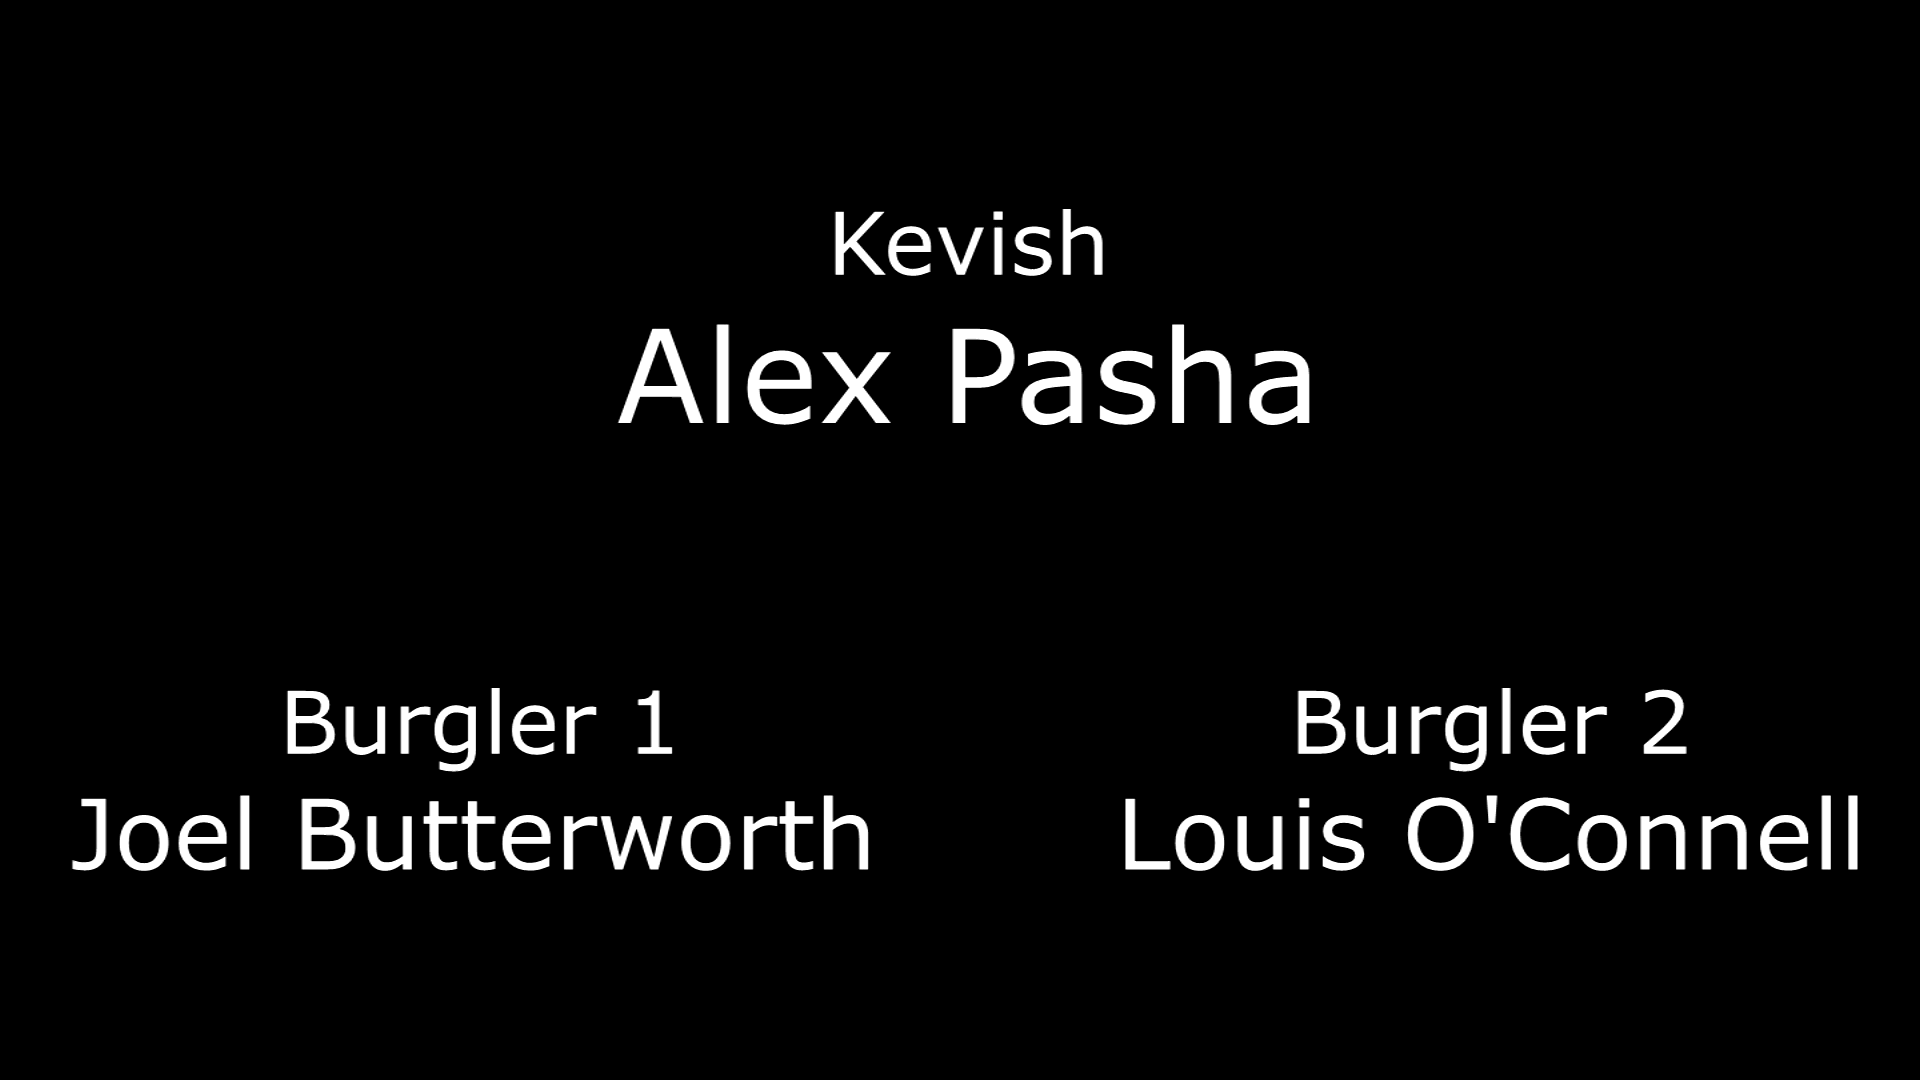 Kevish
Alex Pasha
Burgler 1
Joel Butterworth
Burgler 2
Louis O'Connell